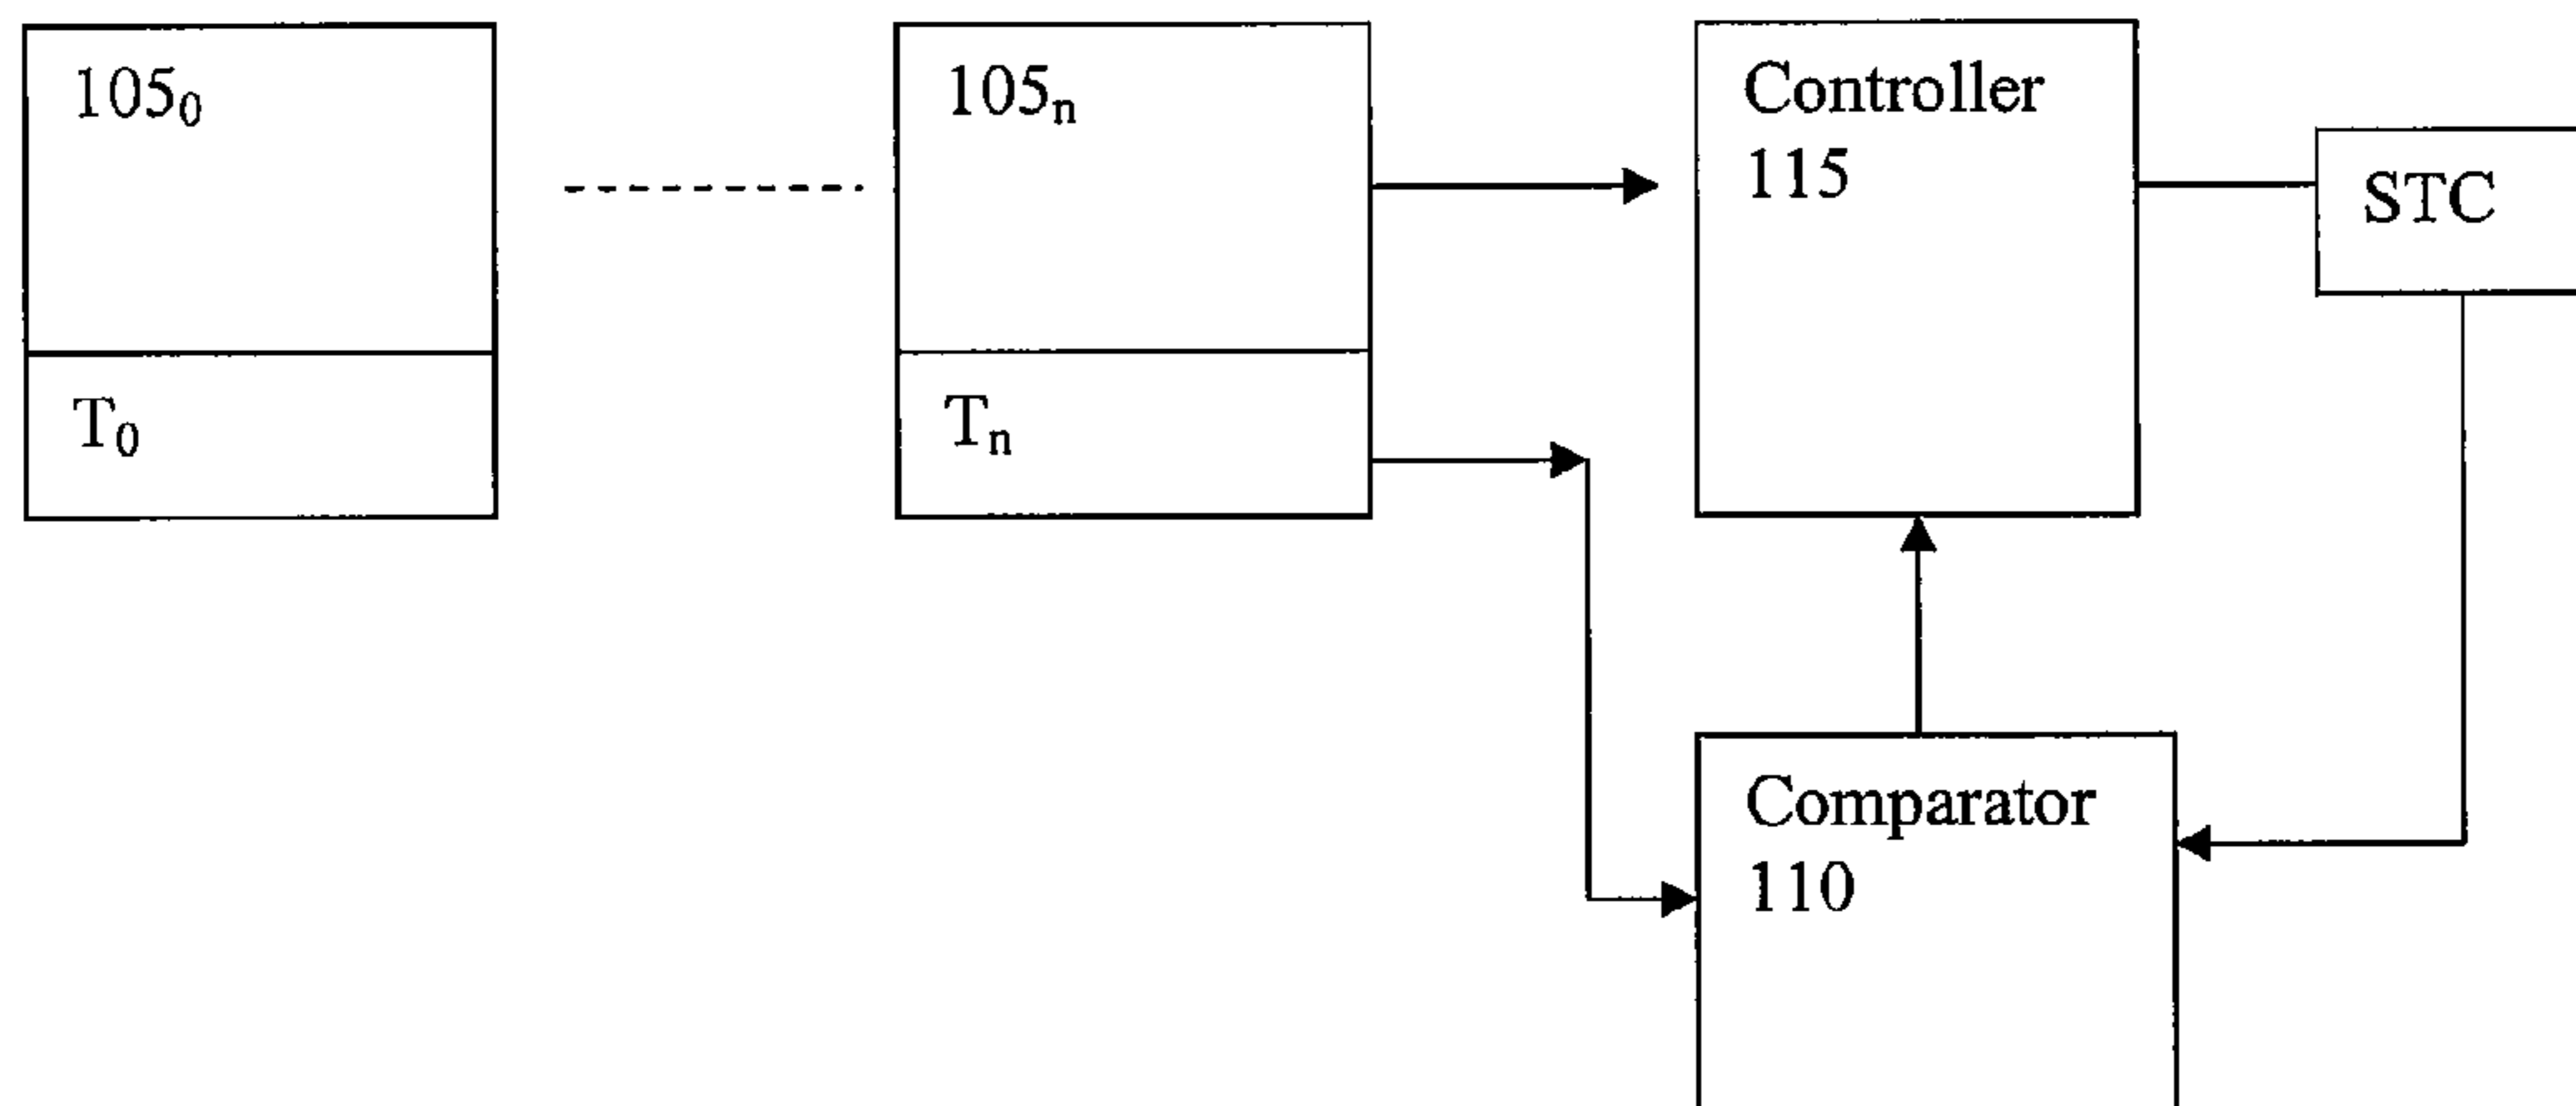 105₀
105ₙ
Controller
115
STC
T₀
Tₙ
Comparator
110